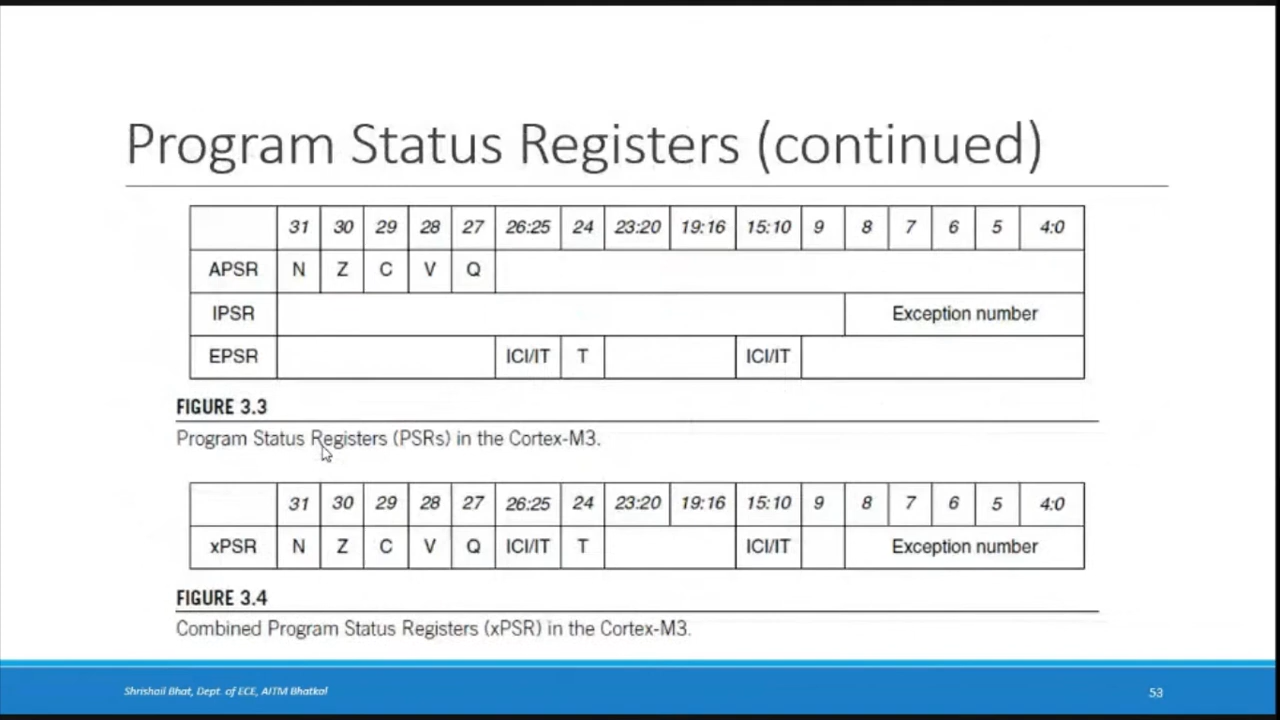 Program Status Registers (continued)
31 30 29 28 27 26:25 24 23:20 19:16 15:10 9 8 7 6 5 4:0
APSR N Z C V Q
IPSR Exception number
EPSR ICI/IT T ICI/IT
FIGURE 3.3
Program Status Registers (PSRs) in the Cortex-M3.
31 30 29 28 27 26:25 24 23:20 19:16 15:10 9 8 7 6 5 4:0
xPSR N Z C V Q ICI/IT T ICI/IT Exception number
FIGURE 3.4
Combined Program Status Registers (xPSR) in the Cortex-M3.
Shrishail Bhat, Dept. of ECE, AITM Bhatkal 53